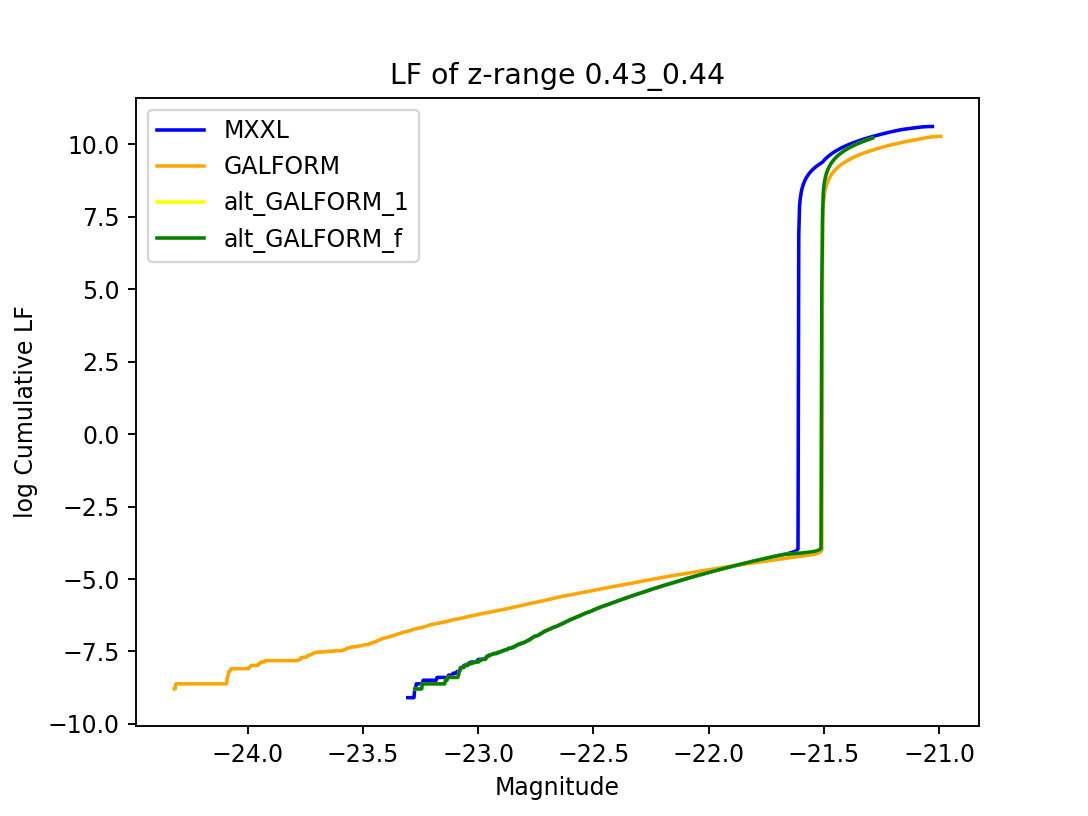 LF of z-range 0.43_0.44
MXXL
GALFORM
alt_GALFORM_1
alt_GALFORM_f
log Cumulative LF
10.0
7.5
5.0
2.5
0.0
−2.5
−5.0
−7.5
−10.0
−24.0 −23.5 −23.0 −22.5 −22.0 −21.5 −21.0
Magnitude